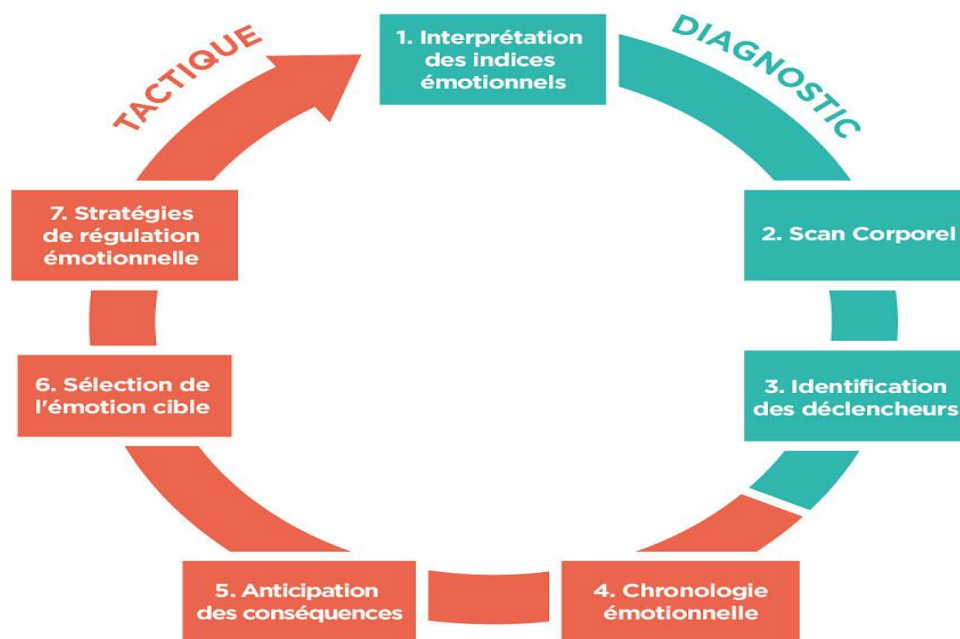 TACTIQUE
DIAGNOSTIC
1. Interprétation
des indices
émotionnels
2. Scan Corporel
3. Identification
des déclencheurs
4. Chronologie
émotionnelle
5. Anticipation
des conséquences
6. Sélection de
l'émotion cible
7. Stratégies
de régulation
émotionnelle